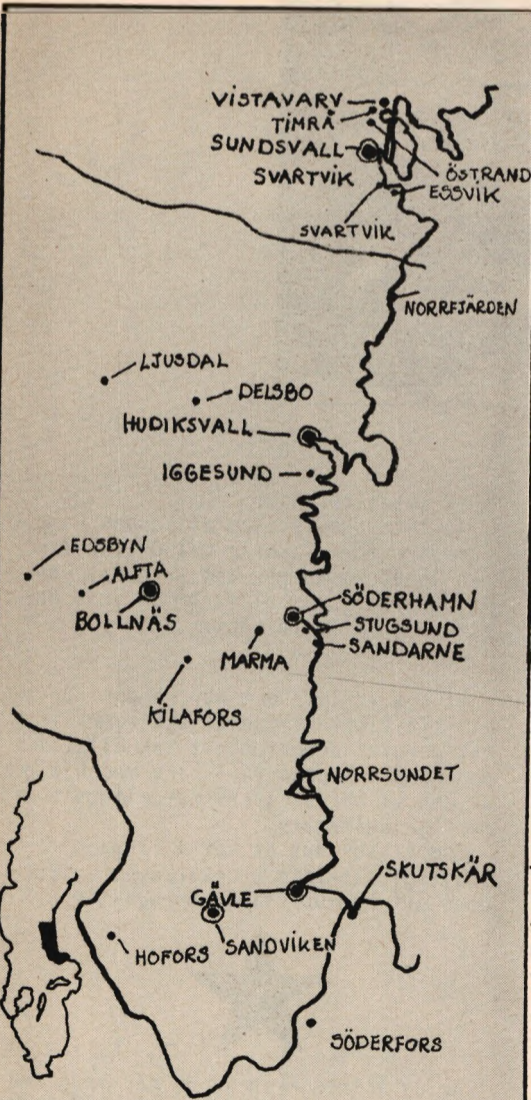 VISTAVARV
TIMRÅ
SUNDSVALL
ÖSTRAND
SVARTVIK
ESSVIK
SVARTVIK
NORRFJÄRDEN
LJUSDAL
DELSBO
HUDIKSVALL
IGGESUND
EDSBYN
ALFTA
BOLLNÄS
SÖDERHAMN
STUGSUND
SANDARNE
MARMA
KILAFORS
NORRSUNDET
SKUTSKÄR
GÄVLE
SANDVIKEN
HOFORS
SÖDERFORS